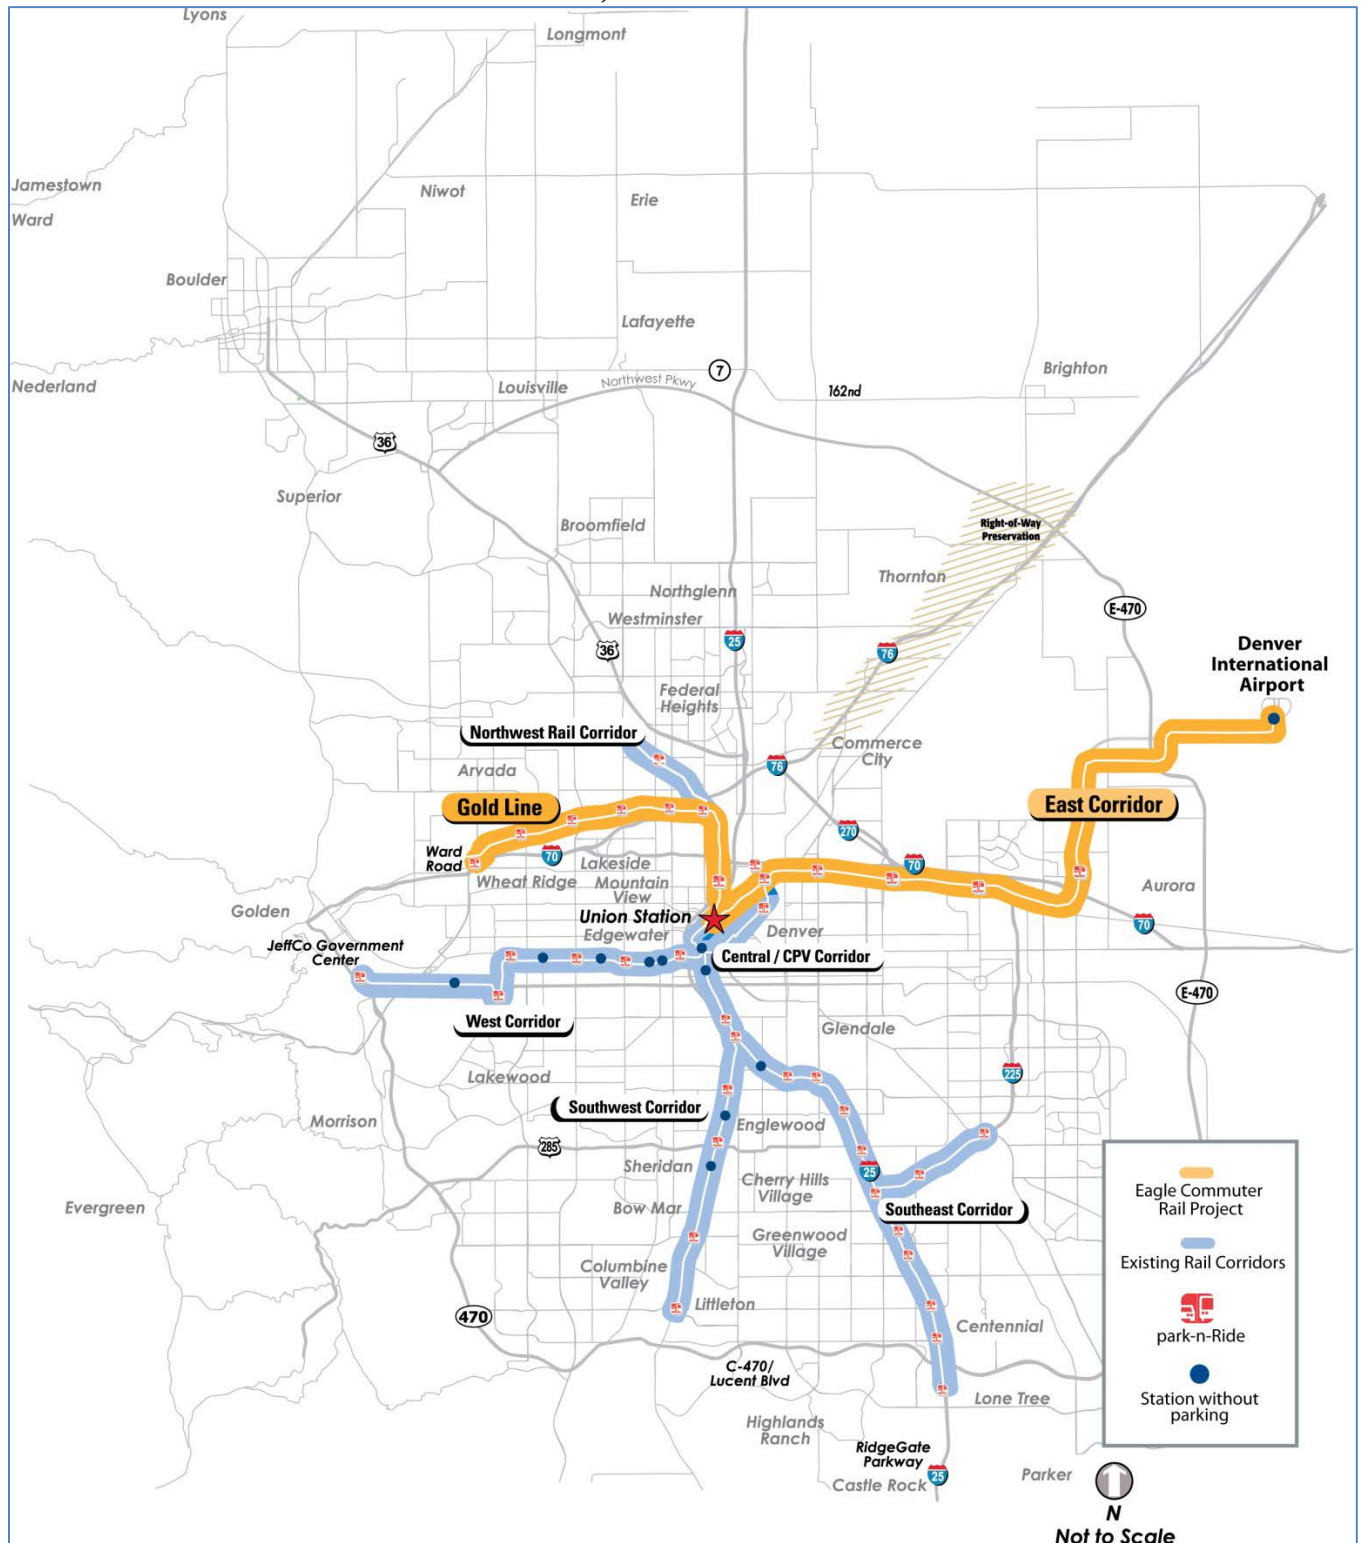 Lyons
Longmont
Jamestown
Niwot
Erie
Ward
Boulder
Lafayette
Nederland
Louisville
Northwest Pkwy
7
162nd
Brighton
36
Superior
Broomfield
Right-of-Way
Preservation
Thornton
Northglenn
Westminster
E-470
25
36
76
Denver
International
Airport
Federal
Heights
Northwest Rail Corridor
Commerce
City
Arvada
76
Gold Line
East Corridor
270
Ward
Road
70
Lakeside
70
Wheat Ridge
Mountain
View
Aurora
Golden
Union Station
Edgewater
Denver
70
JeffCo Government
Center
Central / CPV Corridor
E-470
West Corridor
Glendale
Lakewood
225
Southwest Corridor
Morrison
Englewood
285
Sheridan
25
Cherry Hills
Village
Evergreen
Bow Mar
Southeast Corridor
Greenwood
Village
Columbine
Valley
Littleton
470
Centennial
C-470/
Lucent Blvd
Lone Tree
Highlands
Ranch
RidgeGate
Parkway
25
Castle Rock
Parker
Eagle Commuter
Rail Project
Existing Rail Corridors
park-n-Ride
Station without
parking
N
Not to Scale